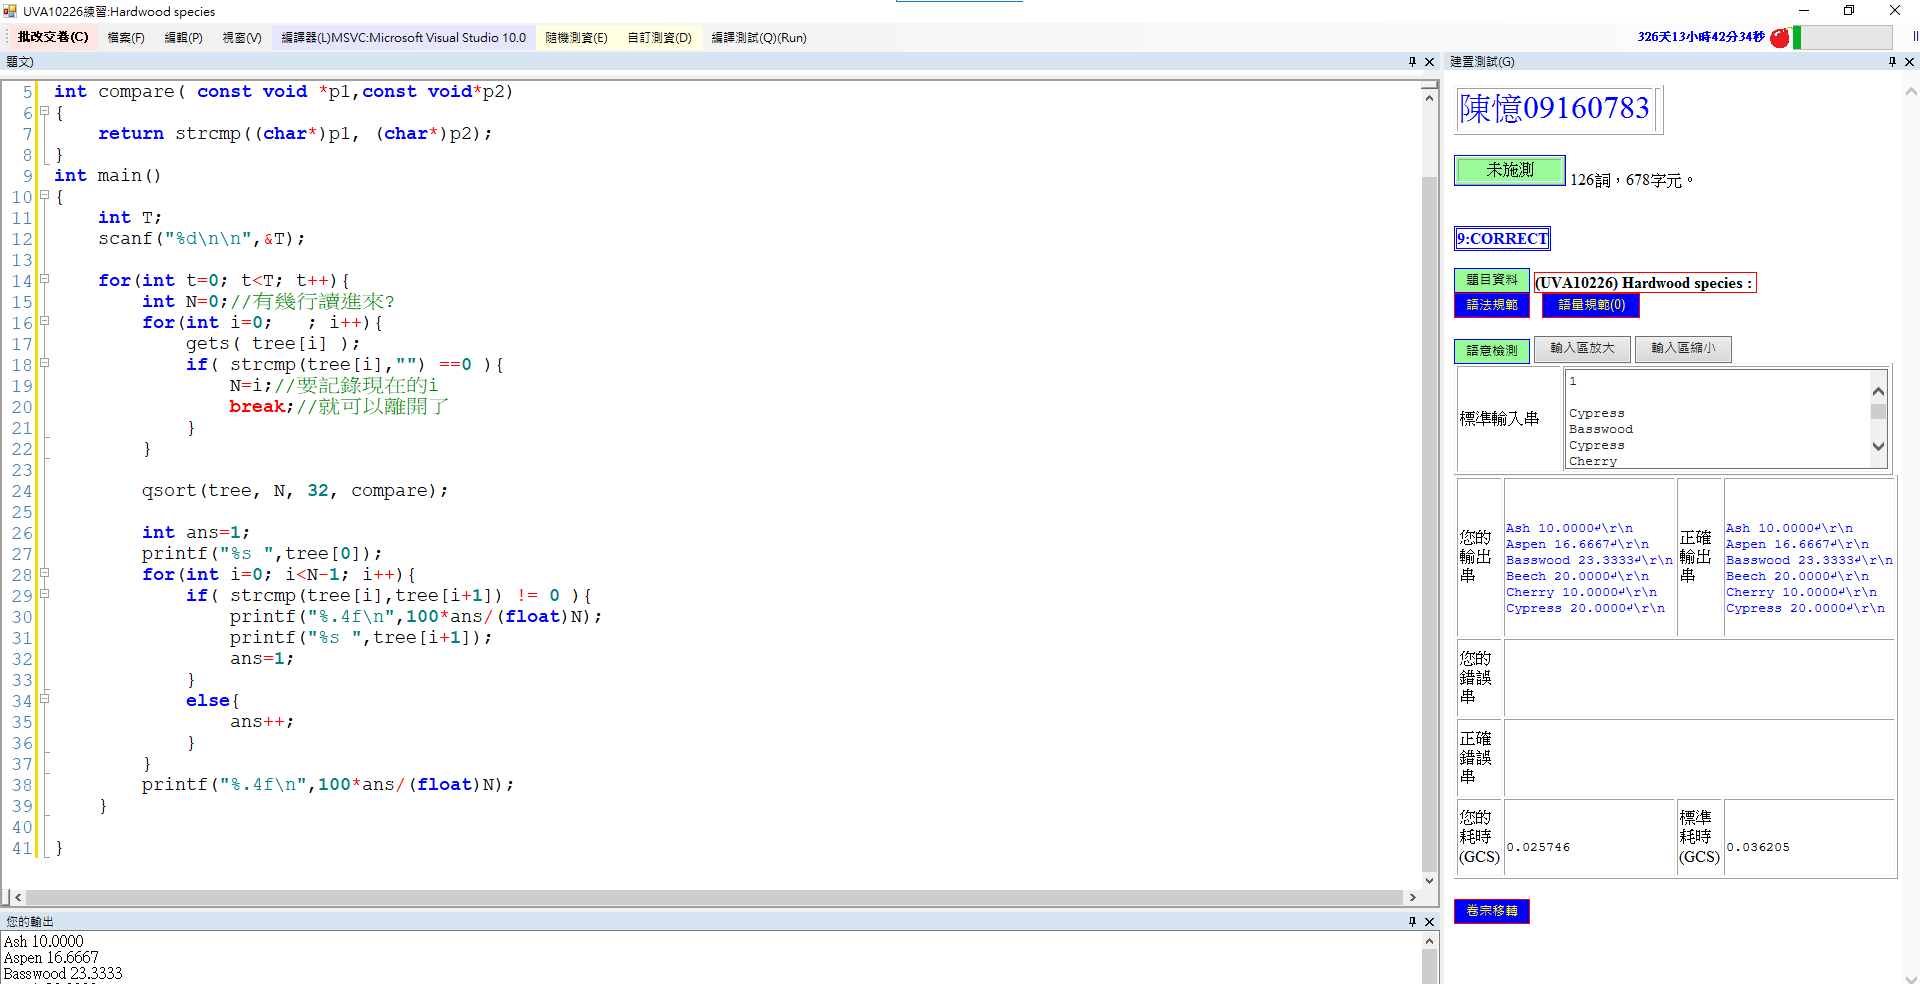 UVA10226練習:Hardwood species
批改交卷(C) 檔案(F) 編輯(P) 視窗(V) 編譯器(L)MSVC:Microsoft Visual Studio 10.0 隨機測資(E) 自訂測資(D) 編譯測試(Q)(Run) 326天13小時42分34秒
題文)
5 int compare( const void *p1,const void*p2)
6 {
7 return strcmp((char*)p1, (char*)p2);
8 }
9 int main()
10 {
11 int T;
12 scanf("%d\n\n",&T);
13
14 for(int t=0; t<T; t++){
15 int N=0;//有幾行讀進來?
16 for(int i=0;   ; i++){
17 gets( tree[i] );
18 if( strcmp(tree[i],"") ==0 ){
19 N=i;//要記錄現在的i
20 break;//就可以離開了
21 }
22 }
23
24 qsort(tree, N, 32, compare);
25
26 int ans=1;
27 printf("%s ",tree[0]);
28 for(int i=0; i<N-1; i++){
29 if( strcmp(tree[i],tree[i+1]) != 0 ){
30 printf("%.4f\n",100*ans/(float)N);
31 printf("%s ",tree[i+1]);
32 ans=1;
33 }
34 else{
35 ans++;
36 }
37 }
38 printf("%.4f\n",100*ans/(float)N);
39 }
40
41 }
您的輸出
Ash 10.0000
Aspen 16.6667
Basswood 23.3333
建置測試(G)
陳憶09160783
未施測 126詞，678字元。
9:CORRECT
題目資料 (UVA10226) Hardwood species :
語法規範 語量規範(0)
語意檢測 輸入區放大 輸入區縮小
標準輸入串
1
Cypress
Basswood
Cypress
Cherry
您的輸出串
Ash 10.0000↵\r\n
Aspen 16.6667↵\r\n
Basswood 23.3333↵\r\n
Beech 20.0000↵\r\n
Cherry 10.0000↵\r\n
Cypress 20.0000↵\r\n
正確輸出串
Ash 10.0000↵\r\n
Aspen 16.6667↵\r\n
Basswood 23.3333↵\r\n
Beech 20.0000↵\r\n
Cherry 10.0000↵\r\n
Cypress 20.0000↵\r\n
您的錯誤串
正確錯誤串
您的耗時(GCS) 0.025746 標準耗時(GCS) 0.036205
卷宗移轉